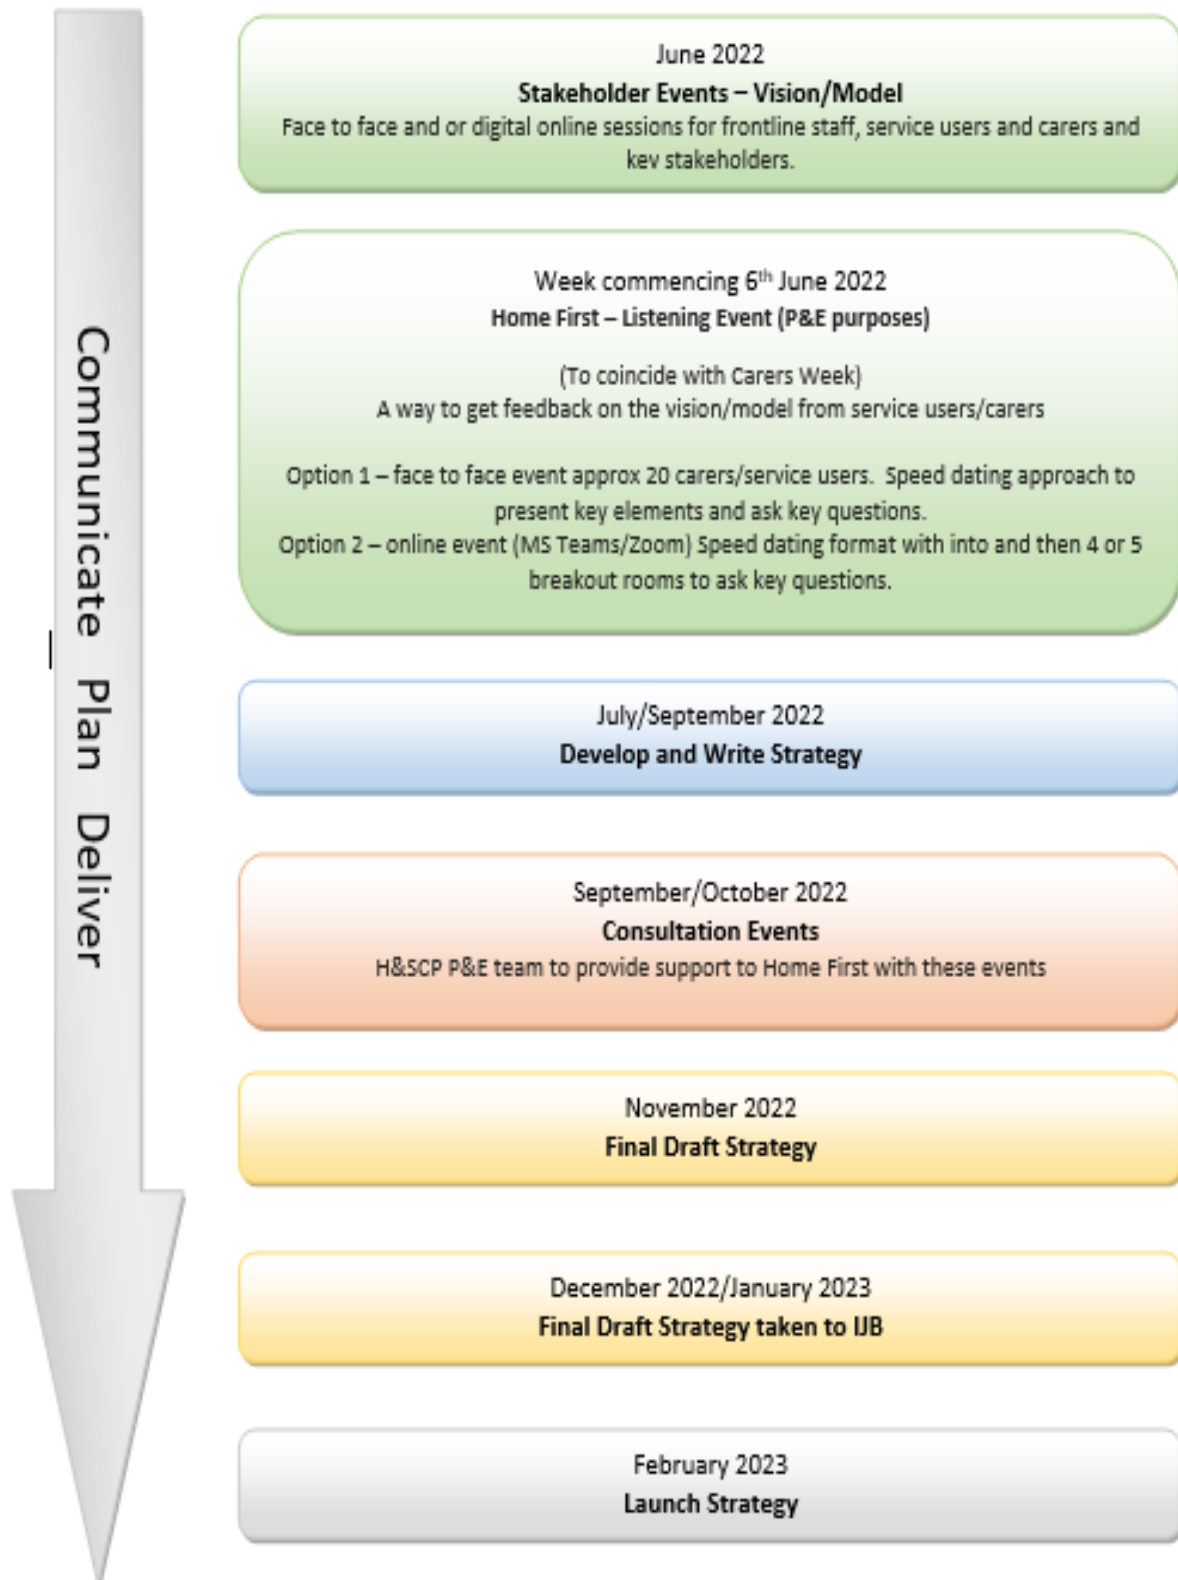 Communicate Plan Deliver
June 2022
Stakeholder Events – Vision/Model
Face to face and or digital online sessions for frontline staff, service users and carers and
key stakeholders.
Week commencing 6th June 2022
Home First – Listening Event (P&E purposes)
(To coincide with Carers Week)
A way to get feedback on the vision/model from service users/carers
Option 1 – face to face event approx 20 carers/service users. Speed dating approach to
present key elements and ask key questions.
Option 2 – online event (MS Teams/Zoom) Speed dating format with into and then 4 or 5
breakout rooms to ask key questions.
July/September 2022
Develop and Write Strategy
September/October 2022
Consultation Events
H&SCP P&E team to provide support to Home First with these events
November 2022
Final Draft Strategy
December 2022/January 2023
Final Draft Strategy taken to IJB
February 2023
Launch Strategy